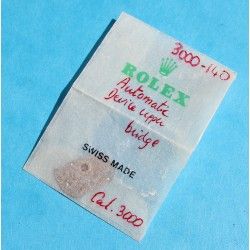 3000-140
ROLEX
Automatic
Device upper
bridge
SWISS MADE
Cal. 3000